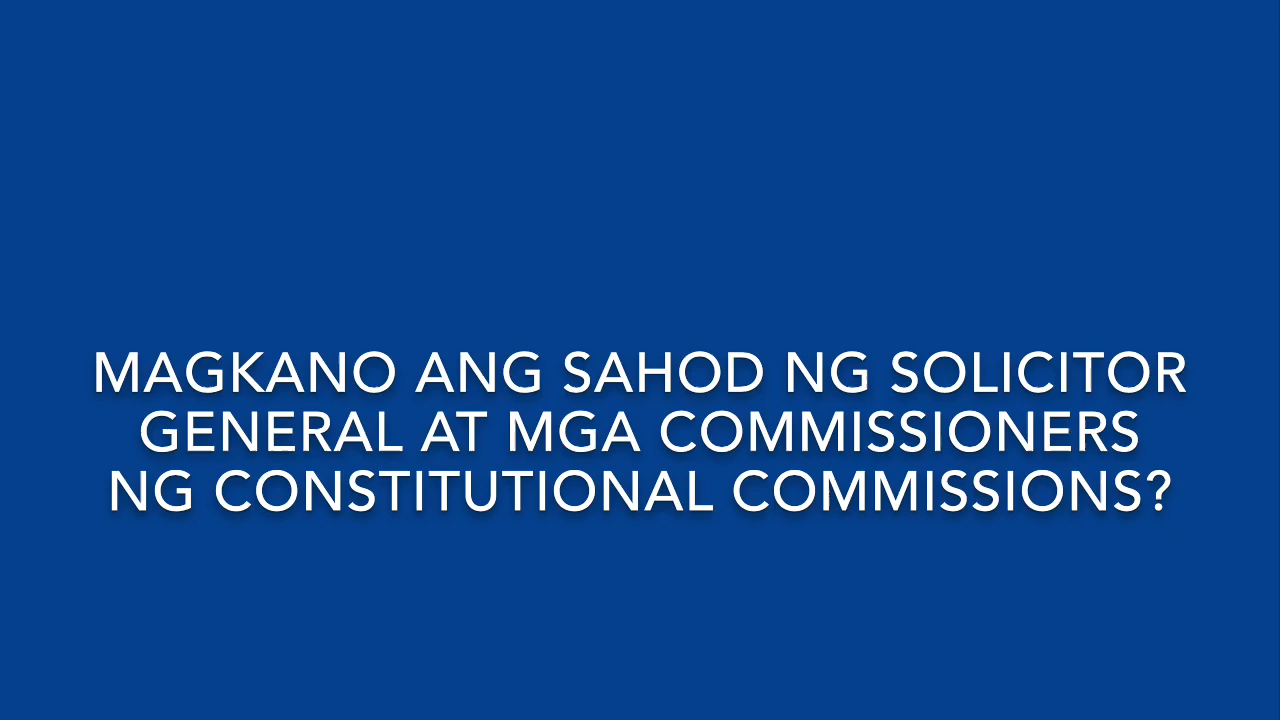 MAGKANO ANG SAHOD NG SOLICITOR
GENERAL AT MGA COMMISSIONERS
NG CONSTITUTIONAL COMMISSIONS?